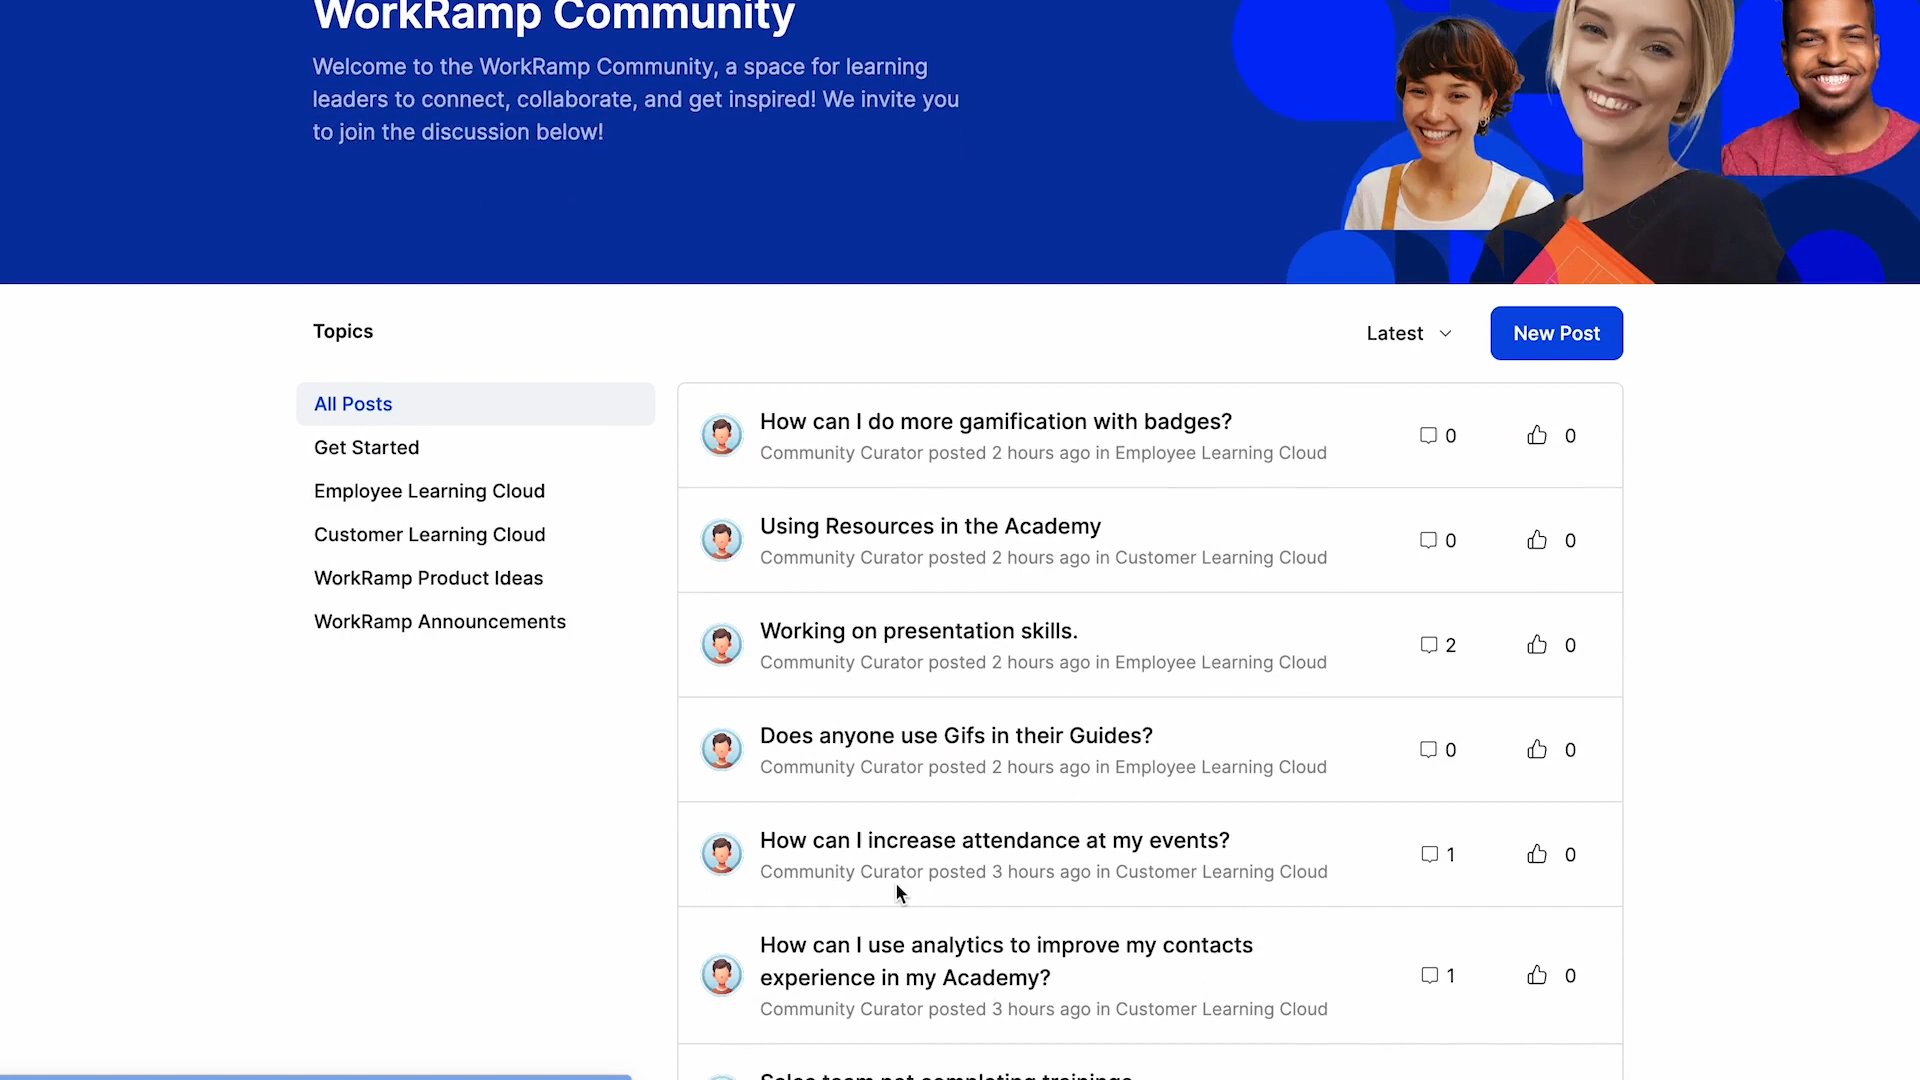 WorkRamp Community
Welcome to the WorkRamp Community, a space for learning
leaders to connect, collaborate, and get inspired! We invite you
to join the discussion below!
Topics
Latest
New Post
All Posts
Get Started
Employee Learning Cloud
Customer Learning Cloud
WorkRamp Product Ideas
WorkRamp Announcements
How can I do more gamification with badges?
Community Curator posted 2 hours ago in Employee Learning Cloud
0 0
Using Resources in the Academy
Community Curator posted 2 hours ago in Customer Learning Cloud
0 0
Working on presentation skills.
Community Curator posted 2 hours ago in Employee Learning Cloud
2 0
Does anyone use Gifs in their Guides?
Community Curator posted 2 hours ago in Employee Learning Cloud
0 0
How can I increase attendance at my events?
Community Curator posted 3 hours ago in Customer Learning Cloud
1 0
How can I use analytics to improve my contacts
experience in my Academy?
Community Curator posted 3 hours ago in Customer Learning Cloud
1 0
Sales team not completing trainings